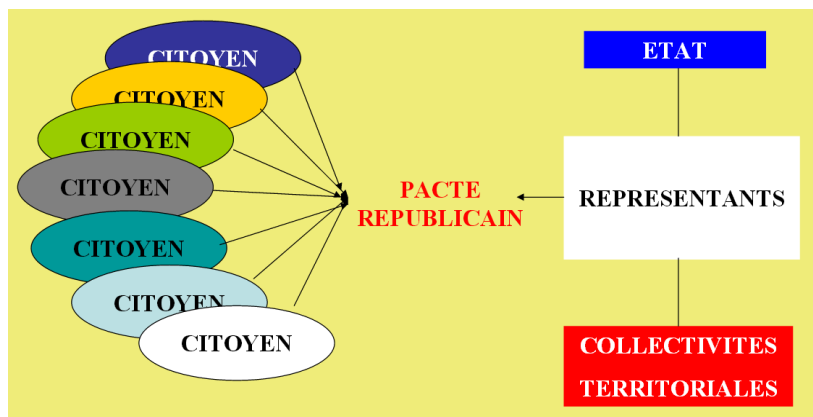 CITOYEN
CITOYEN
CITOYEN
CITOYEN
CITOYEN
CITOYEN
CITOYEN
PACTE
REPUBLICAIN
ETAT
REPRESENTANTS
COLLECTIVITES
TERRITORIALES